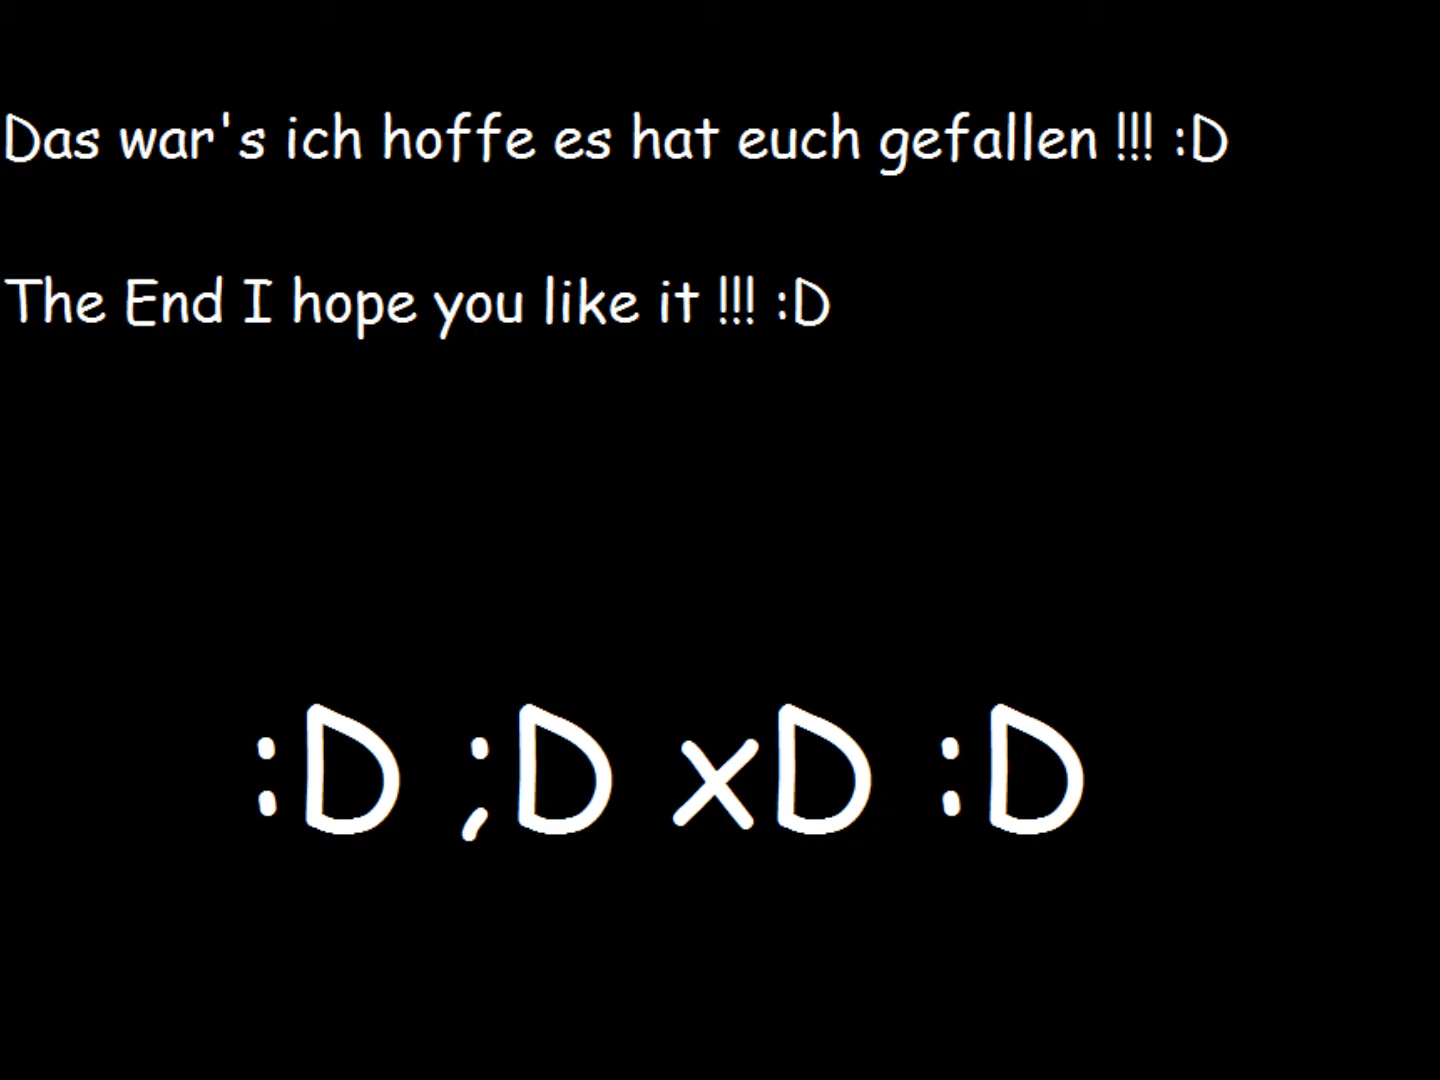 Das war's ich hoffe es hat euch gefallen !!! :D
The End I hope you like it !!! :D
:D ;D xD :D